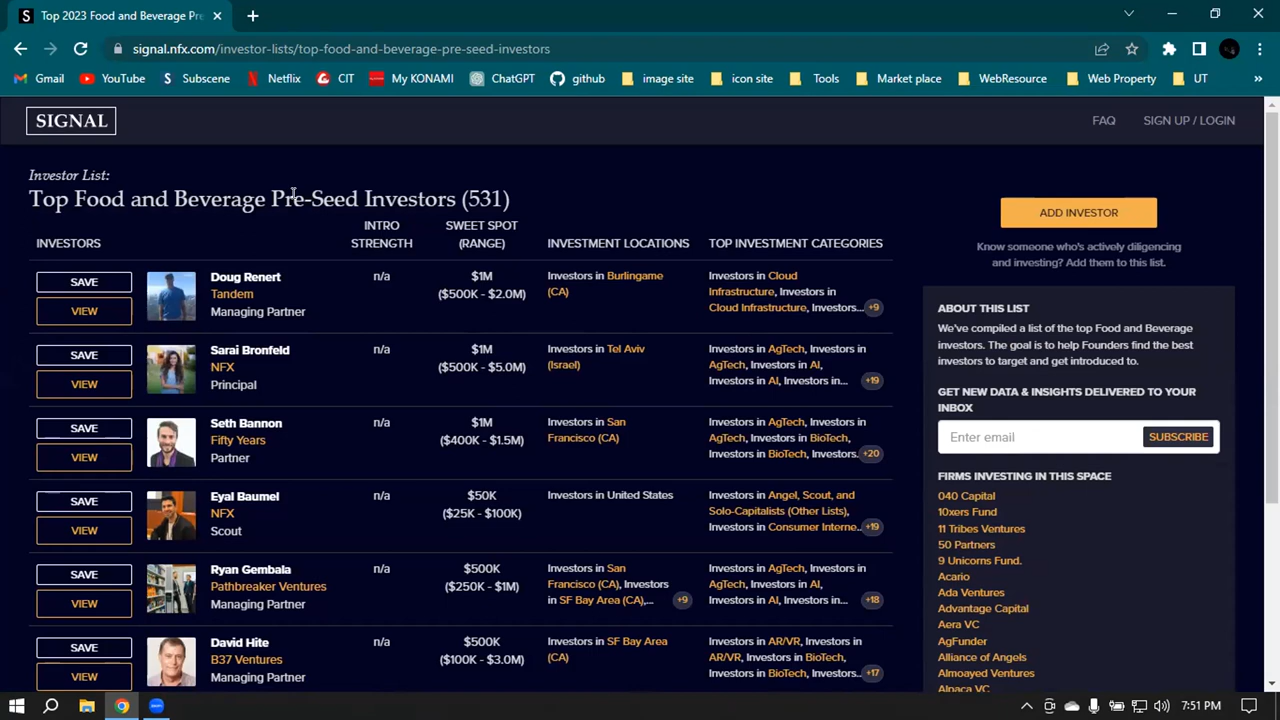 S Top 2023 Food and Beverage Pre-
signal.nfx.com/investor-lists/top-food-and-beverage-pre-seed-investors
Gmail YouTube Subscene Netflix CIT My KONAMI ChatGPT github image site icon site Tools Market place WebResource Web Property UT »
SIGNAL
FAQ SIGN UP / LOGIN
Investor List:
Top Food and Beverage Pre-Seed Investors (531)
INVESTORS
INTRO
STRENGTH
SWEET SPOT
(RANGE)
INVESTMENT LOCATIONS
TOP INVESTMENT CATEGORIES
SAVE
VIEW
Doug Renert
Tandem
Managing Partner
n/a
$1M
($500K - $2.0M)
Investors in Burlingame
(CA)
Investors in Cloud
Infrastructure, Investors in
Cloud Infrastructure, Investors... +9
SAVE
VIEW
Sarai Bronfeld
NFX
Principal
n/a
$1M
($500K - $5.0M)
Investors in Tel Aviv
(Israel)
Investors in AgTech, Investors in
AgTech, Investors in AI,
Investors in AI, Investors in... +19
SAVE
VIEW
Seth Bannon
Fifty Years
Partner
n/a
$1M
($400K - $1.5M)
Investors in San
Francisco (CA)
Investors in AgTech, Investors in
AgTech, Investors in BioTech,
Investors in BioTech, Investors. +20
SAVE
VIEW
Eyal Baumel
NFX
Scout
n/a
$50K
($25K - $100K)
Investors in United States
Investors in Angel, Scout, and
Solo-Capitalists (Other Lists),
Investors in Consumer Interne.. +19
SAVE
VIEW
Ryan Gembala
Pathbreaker Ventures
Managing Partner
n/a
$500K
($250K - $1M)
Investors in San
Francisco (CA), Investors
in SF Bay Area (CA),... +9
Investors in AgTech, Investors in
AgTech, Investors in AI,
Investors in AI, Investors in... +18
SAVE
VIEW
David Hite
B37 Ventures
Managing Partner
n/a
$500K
($100K - $3.0M)
Investors in SF Bay Area
(CA)
Investors in AR/VR, Investors in
AR/VR, Investors in BioTech,
Investors in BioTech, Investors... +17
ADD INVESTOR
Know someone who's actively diligencing
and investing? Add them to this list.
ABOUT THIS LIST
We've compiled a list of the top Food and Beverage
investors. The goal is to help Founders find the best
investors to target and get introduced to.
GET NEW DATA & INSIGHTS DELIVERED TO YOUR
INBOX
Enter email SUBSCRIBE
FIRMS INVESTING IN THIS SPACE
040 Capital
10xers Fund
11 Tribes Ventures
50 Partners
9 Unicorns Fund.
Acario
Ada Ventures
Advantage Capital
Aera VC
AgFunder
Alliance of Angels
Almoayed Ventures
Alpaca VC
7:51 PM